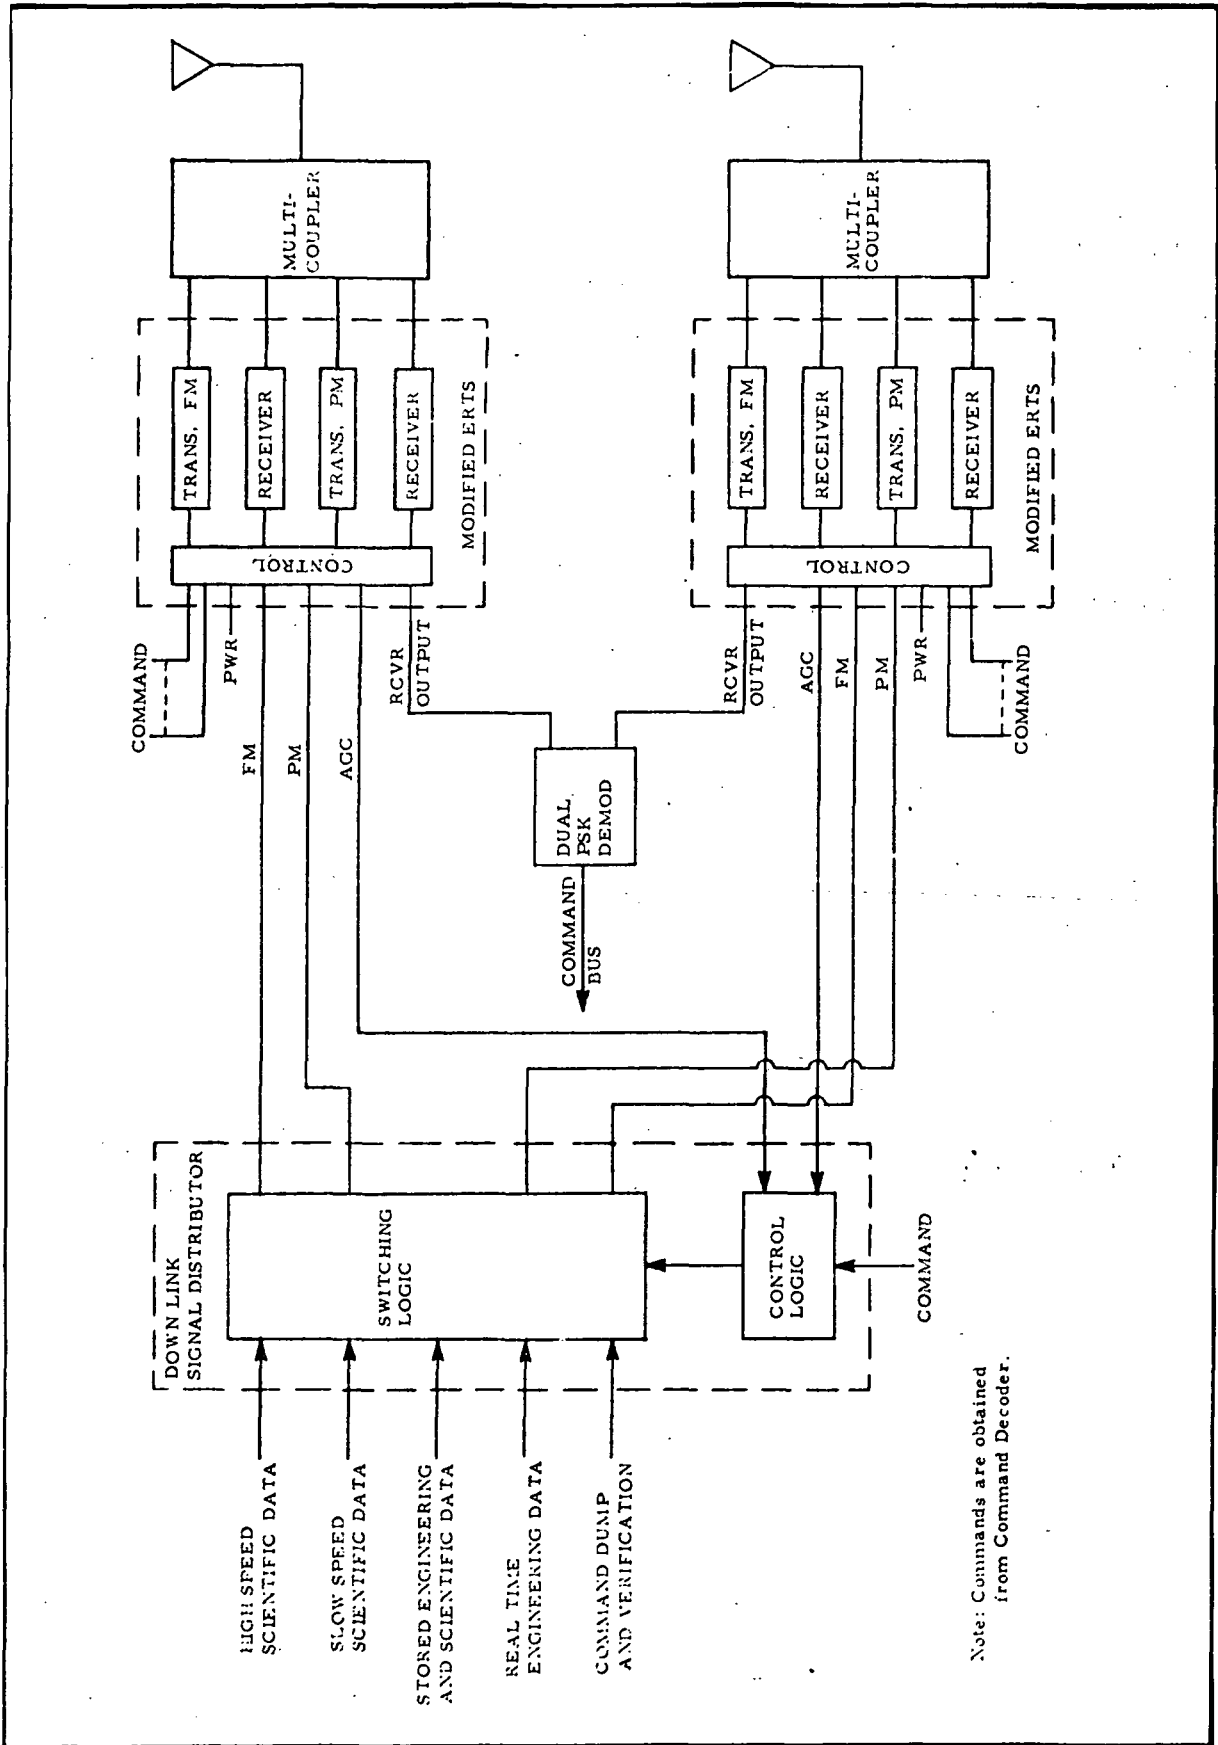 HIGH SPEED
SCIENTIFIC DATA
SLOW SPEED
SCIENTIFIC DATA
STORED ENGINEERING
AND SCIENTIFIC DATA
REAL TIME
ENGINEERING DATA
COMMAND DUMP
AND VERIFICATION
DOWN LINK
SIGNAL DISTRIBUTOR
SWITCHING
LOGIC
CONTROL
LOGIC
COMMAND
COMMAND
BUS
DUAL
PSK
DEMOD
COMMAND
PWR
FM
PM
AGC
RCVR
OUTPUT
CONTROL
TRANS. FM
RECEIVER
TRANS. PM
RECEIVER
MODIFIED ERTS
MULTI-
COUPLER
RCVR
OUTPUT
AGC
FM
PM
PWR
COMMAND
CONTROL
TRANS. FM
RECEIVER
TRANS. PM
RECEIVER
MODIFIED ERTS
MULTI-
COUPLER
Note: Commands are obtained
from Command Decoder.